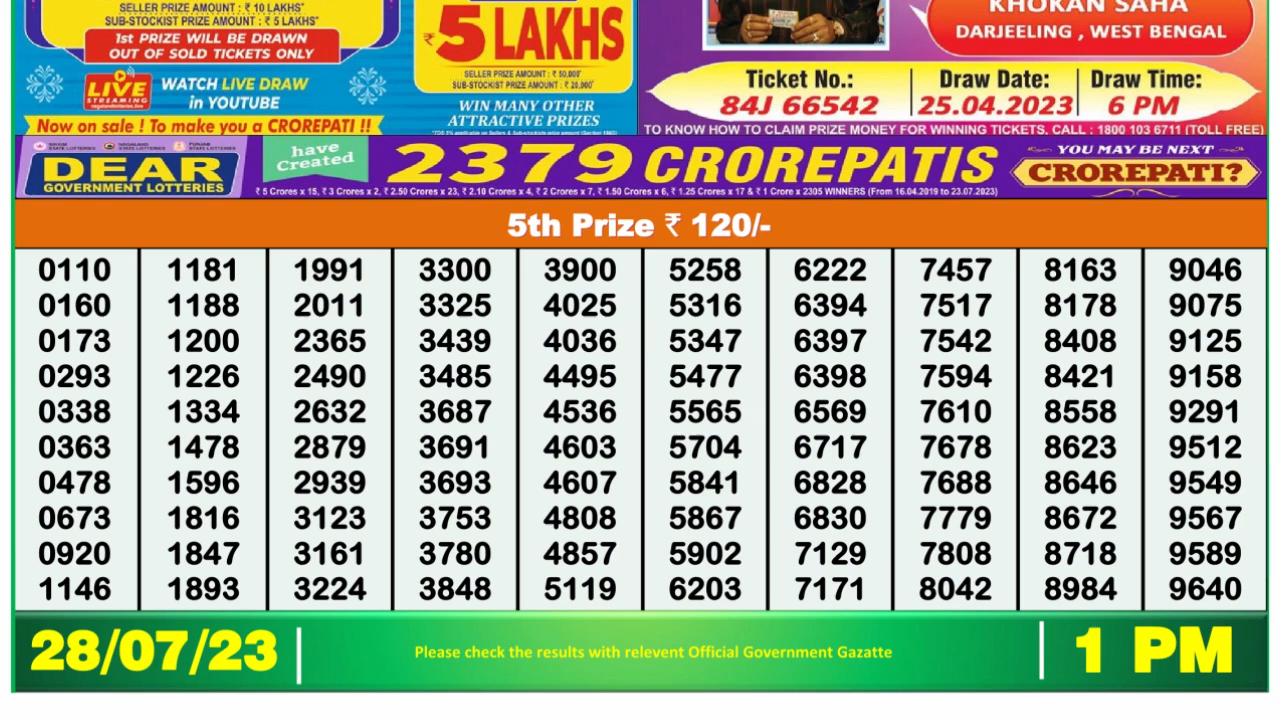 SELLER PRIZE AMOUNT : ₹ 10 LAKHS*
SUB-STOCKIST PRIZE AMOUNT : ₹ 5 LAKHS*
1st PRIZE WILL BE DRAWN
OUT OF SOLD TICKETS ONLY
LIVE
STREAMING
WATCH LIVE DRAW
in YOUTUBE
Now on sale ! To make you a CROREPATI !!
₹5 LAKHS
SELLER PRIZE AMOUNT : ₹ 50,000*
SUB-STOCKIST PRIZE AMOUNT : ₹ 20,000*
WIN MANY OTHER
ATTRACTIVE PRIZES
KHOKAN SAHA
DARJEELING , WEST BENGAL
Ticket No.: Draw Date: Draw Time:
84J 66542 25.04.2023 6 PM
TO KNOW HOW TO CLAIM PRIZE MONEY FOR WINNING TICKETS, CALL : 1800 103 6711 (TOLL FREE)
SIKKIM STATE LOTTERIES NAGALAND STATE LOTTERIES PUNJAB STATE LOTTERIES
DEAR
GOVERNMENT LOTTERIES
have
Created
2379 CROREPATIS
₹ 5 Crores x 15, ₹ 3 Crores x 2, ₹ 2.50 Crores x 23, ₹ 2.10 Crores x 4, ₹ 2 Crores x 7, ₹ 1.50 Crores x 6, ₹ 1.25 Crores x 17 & ₹ 1 Crore x 2305 WINNERS (From 16.04.2019 to 23.07.2023)
YOU MAY BE NEXT
CROREPATI?
5th Prize ₹ 120/-
0110 1181 1991 3300 3900 5258 6222 7457 8163 9046
0160 1188 2011 3325 4025 5316 6394 7517 8178 9075
0173 1200 2365 3439 4036 5347 6397 7542 8408 9125
0293 1226 2490 3485 4495 5477 6398 7594 8421 9158
0338 1334 2632 3687 4536 5565 6569 7610 8558 9291
0363 1478 2879 3691 4603 5704 6717 7678 8623 9512
0478 1596 2939 3693 4607 5841 6828 7688 8646 9549
0673 1816 3123 3753 4808 5867 6830 7779 8672 9567
0920 1847 3161 3780 4857 5902 7129 7808 8718 9589
1146 1893 3224 3848 5119 6203 7171 8042 8984 9640
28/07/23 Please check the results with relevent Official Government Gazatte 1 PM